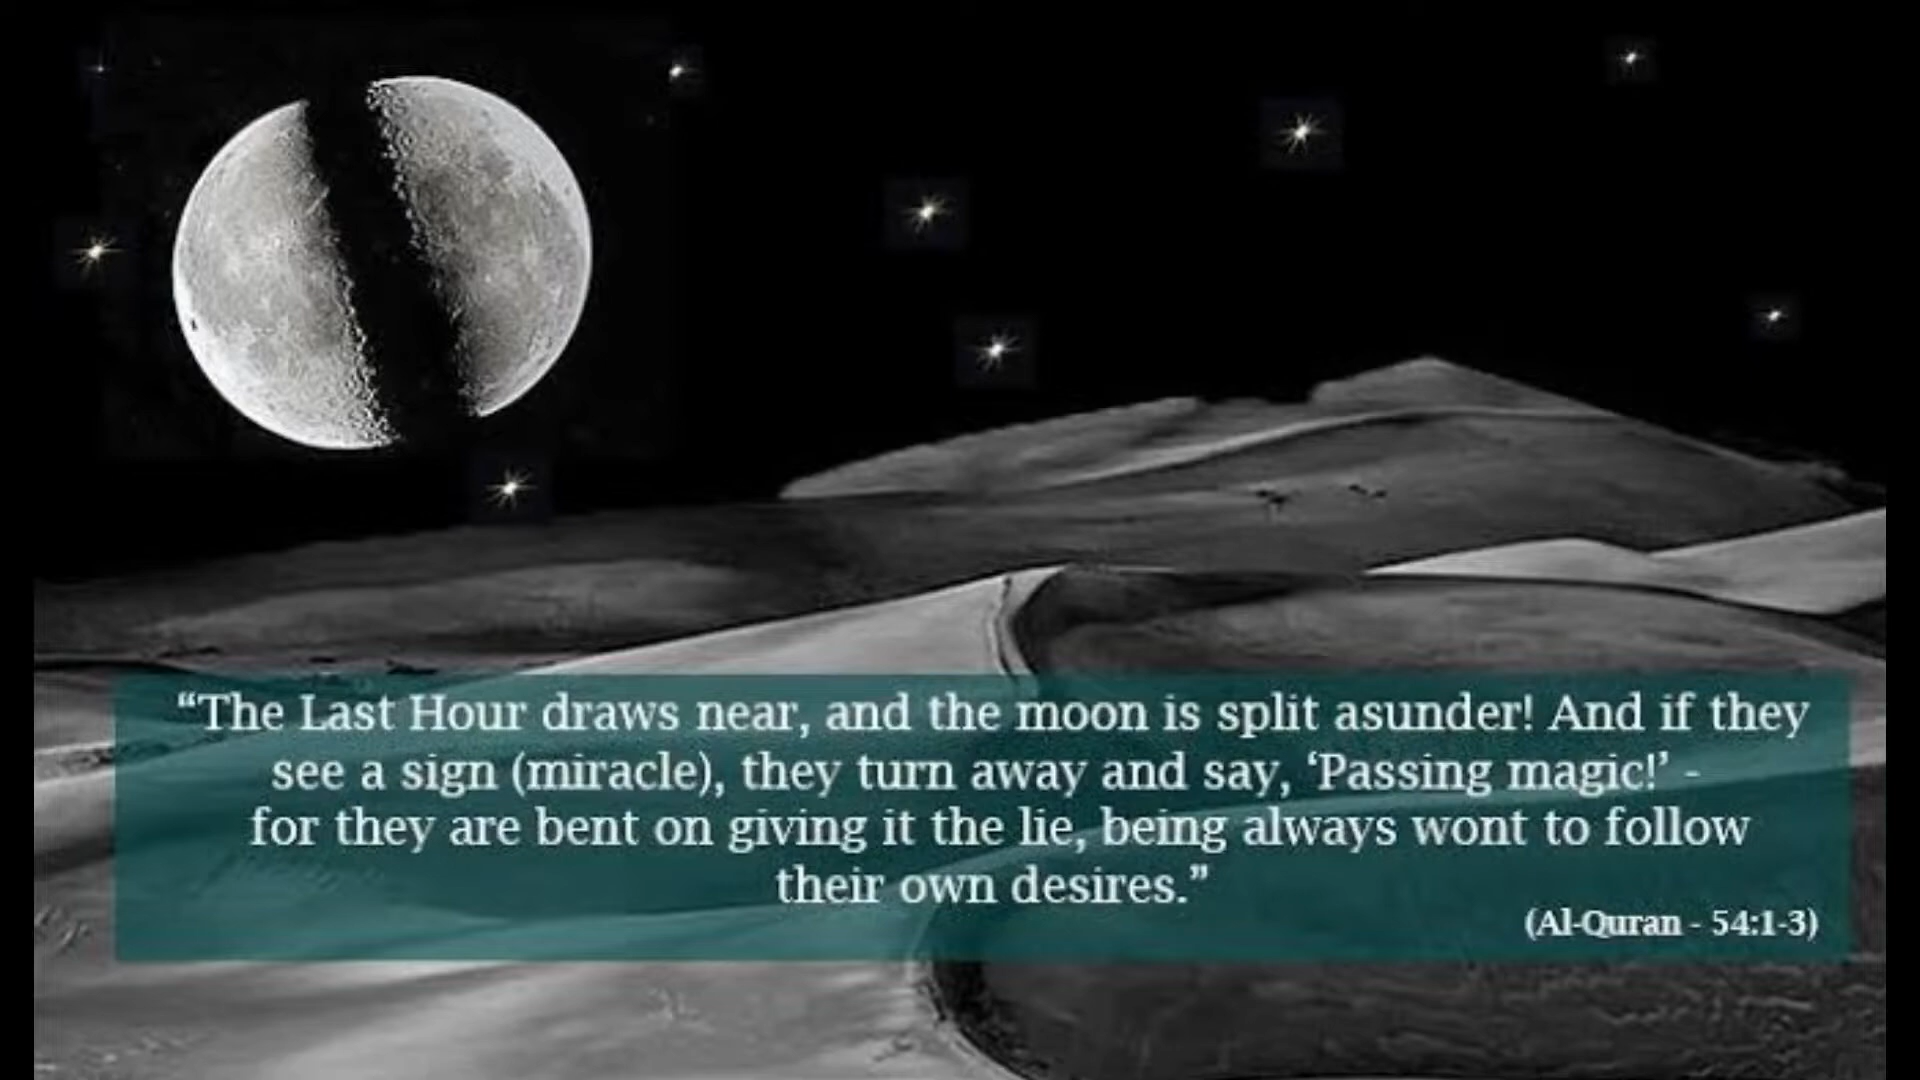 “The Last Hour draws near, and the moon is split asunder! And if they
see a sign (miracle), they turn away and say, ‘Passing magic!’ -
for they are bent on giving it the lie, being always wont to follow
their own desires.”
(Al-Quran - 54:1-3)